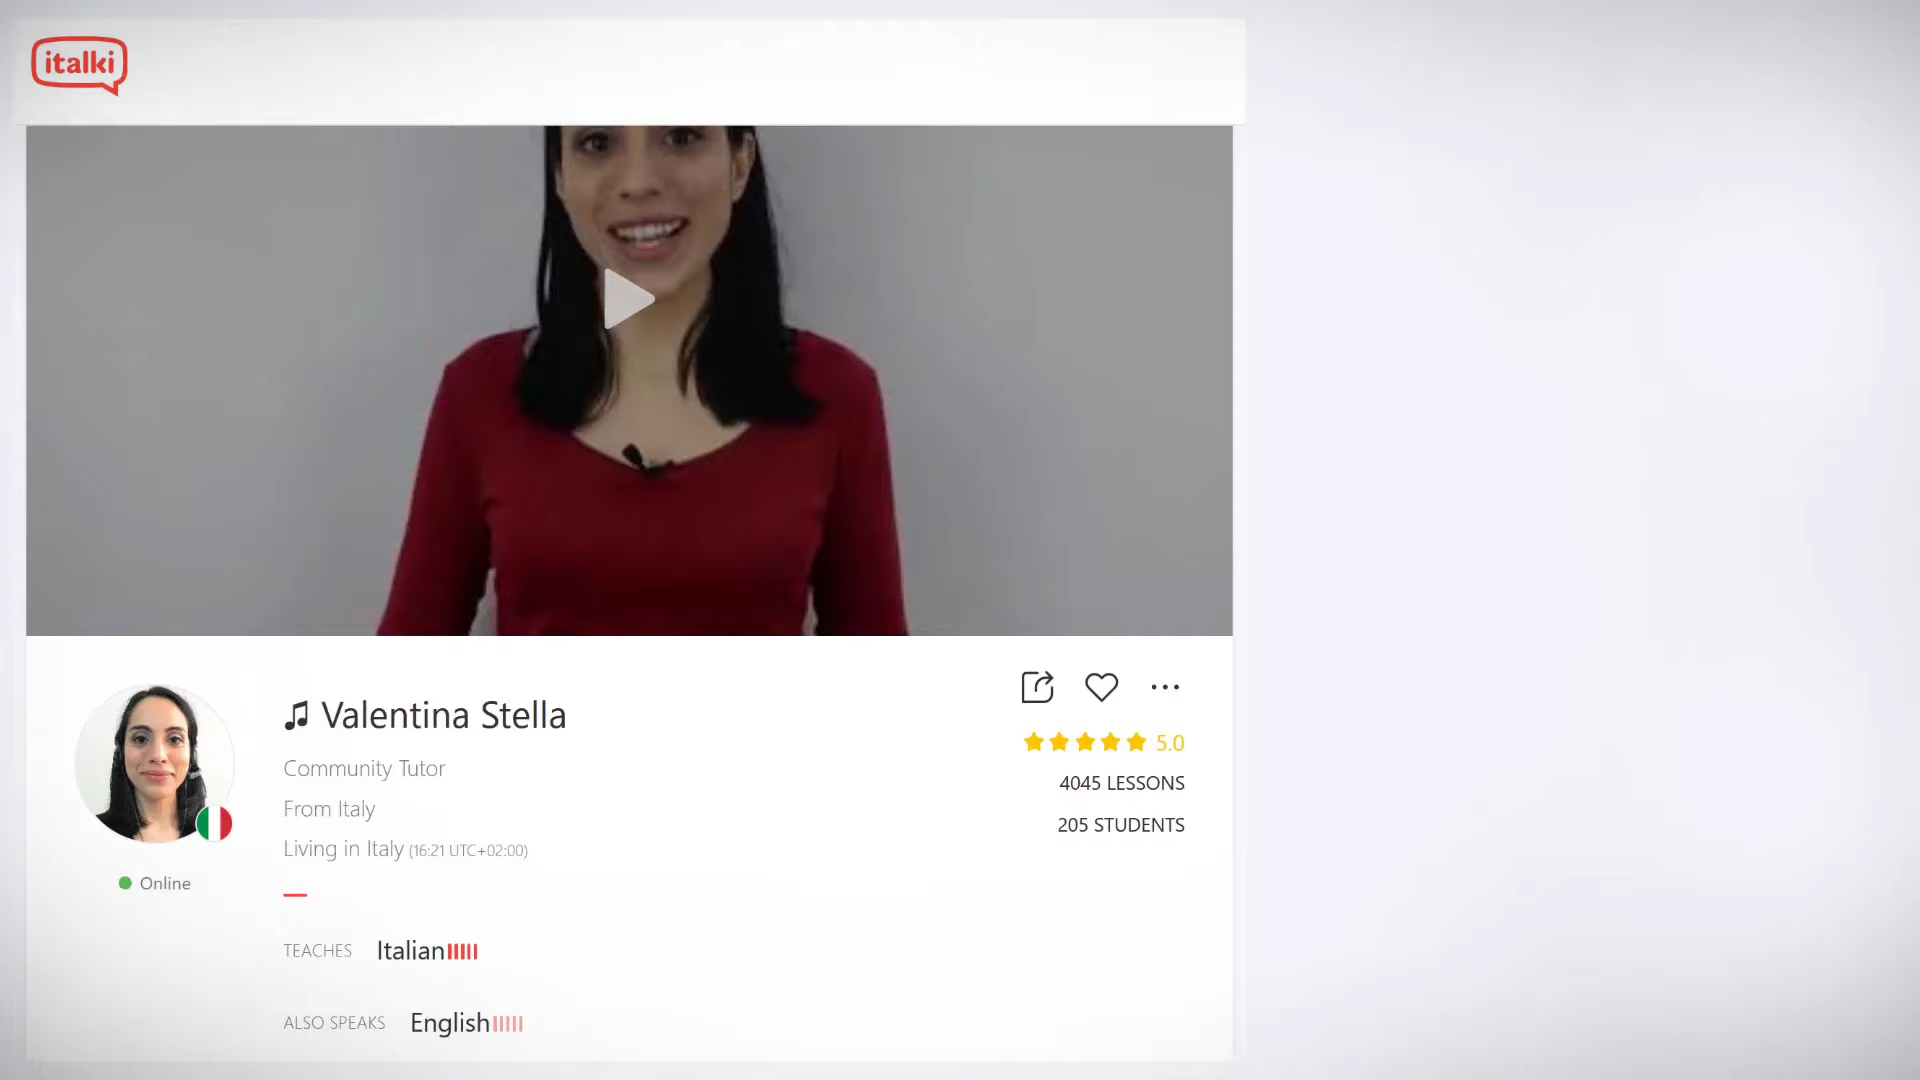 italki
Valentina Stella
Community Tutor
From Italy
Living in Italy (16:21 UTC+02:00)
Online
5.0
4045 LESSONS
205 STUDENTS
TEACHES Italian
ALSO SPEAKS English